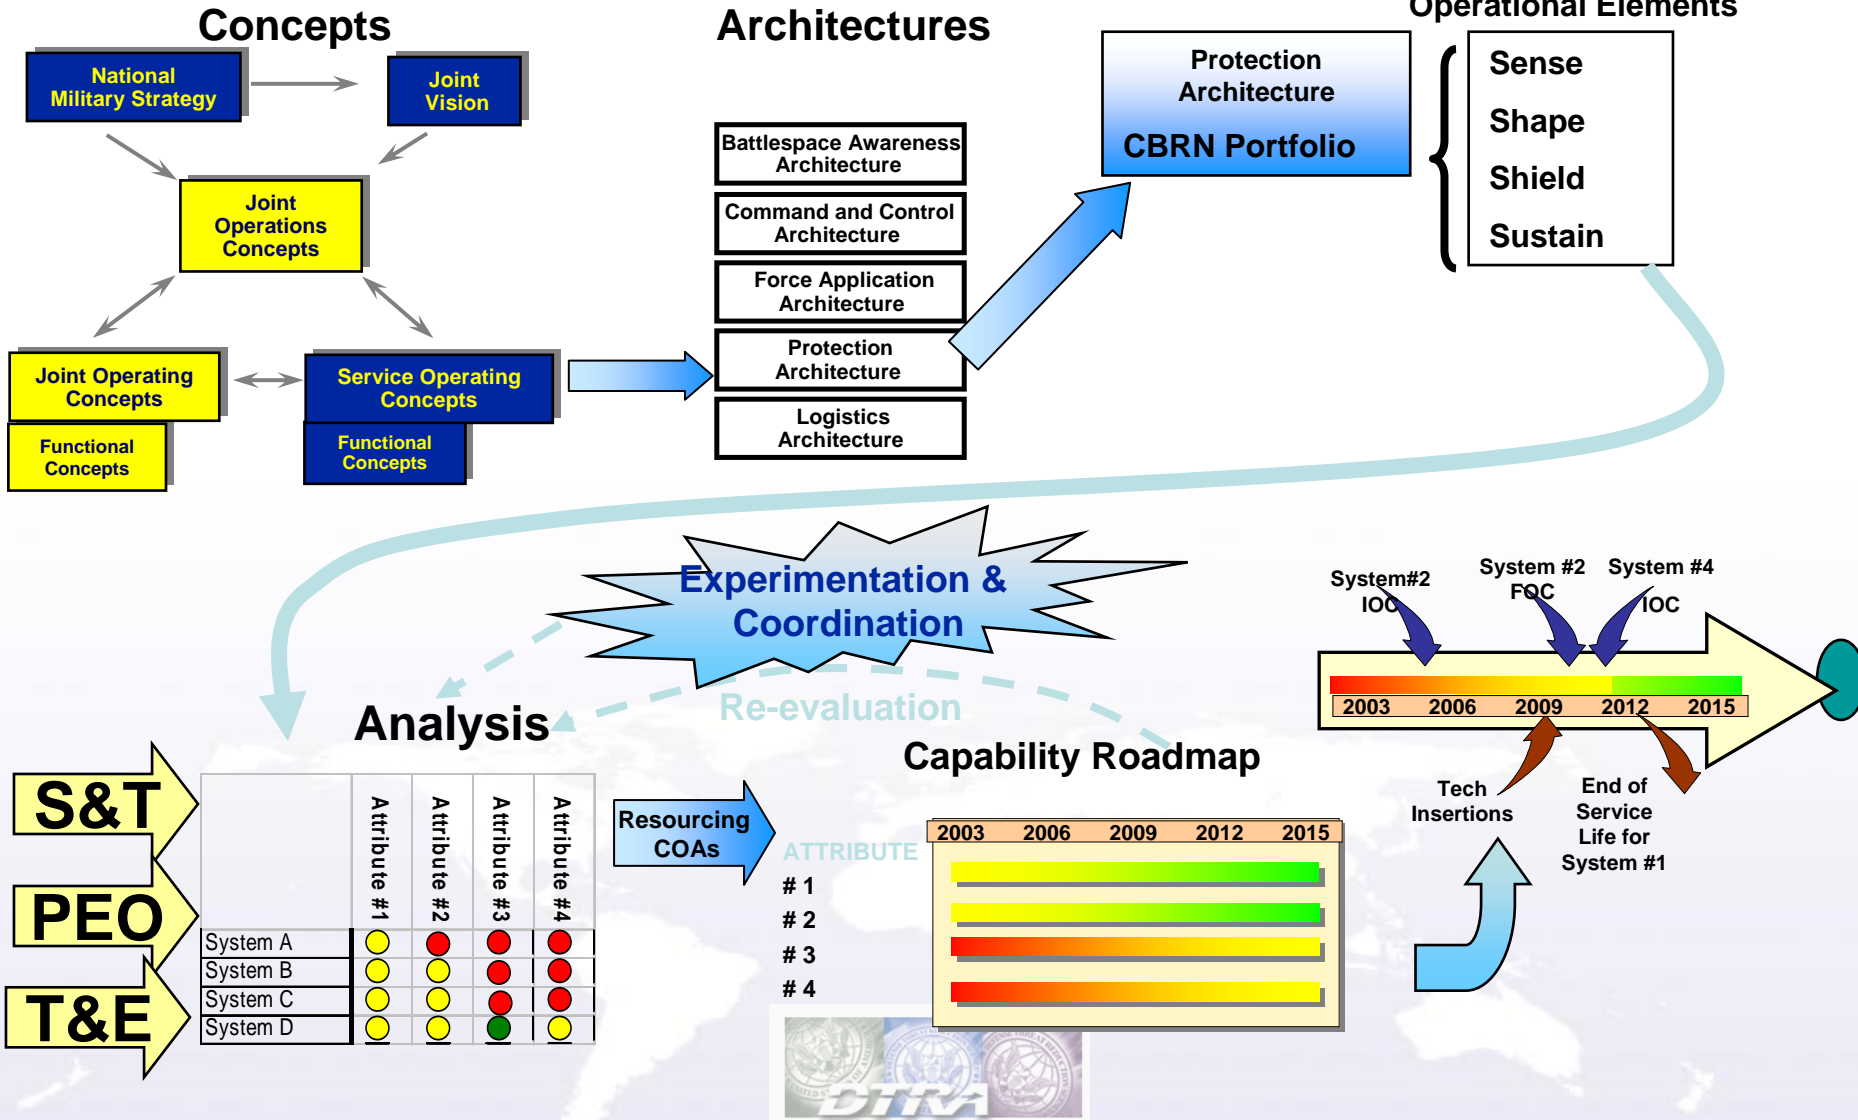 Concepts
Architectures
Operational Elements
National
Military Strategy
Joint
Vision
Joint
Operations
Concepts
Joint Operating
Concepts
Functional
Concepts
Service Operating
Concepts
Functional
Concepts
Battlespace Awareness
Architecture
Command and Control
Architecture
Force Application
Architecture
Protection
Architecture
Logistics
Architecture
Protection
Architecture
CBRN Portfolio
Sense
Shape
Shield
Sustain
Experimentation &
Coordination
Re-evaluation
Analysis
S&T
PEO
T&E
Attribute #1
Attribute #2
Attribute #3
Attribute #4
System A
System B
System C
System D
Resourcing
COAs
Capability Roadmap
ATTRIBUTE
# 1
# 2
# 3
# 4
2003 2006 2009 2012 2015
System#2
IOC
System #2
FOC
System #4
IOC
2003 2006 2009 2012 2015
Tech
Insertions
End of
Service
Life for
System #1
DTRA